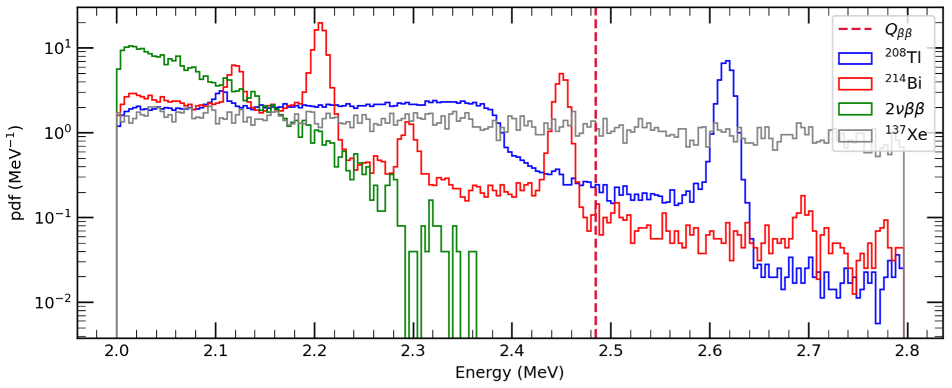 10¹
10⁰
10⁻¹
10⁻²
pdf (MeV⁻¹)
Qββ
²⁰⁸Tl
²¹⁴Bi
2νββ
¹³⁷Xe
2.0 2.1 2.2 2.3 2.4 2.5 2.6 2.7 2.8
Energy (MeV)